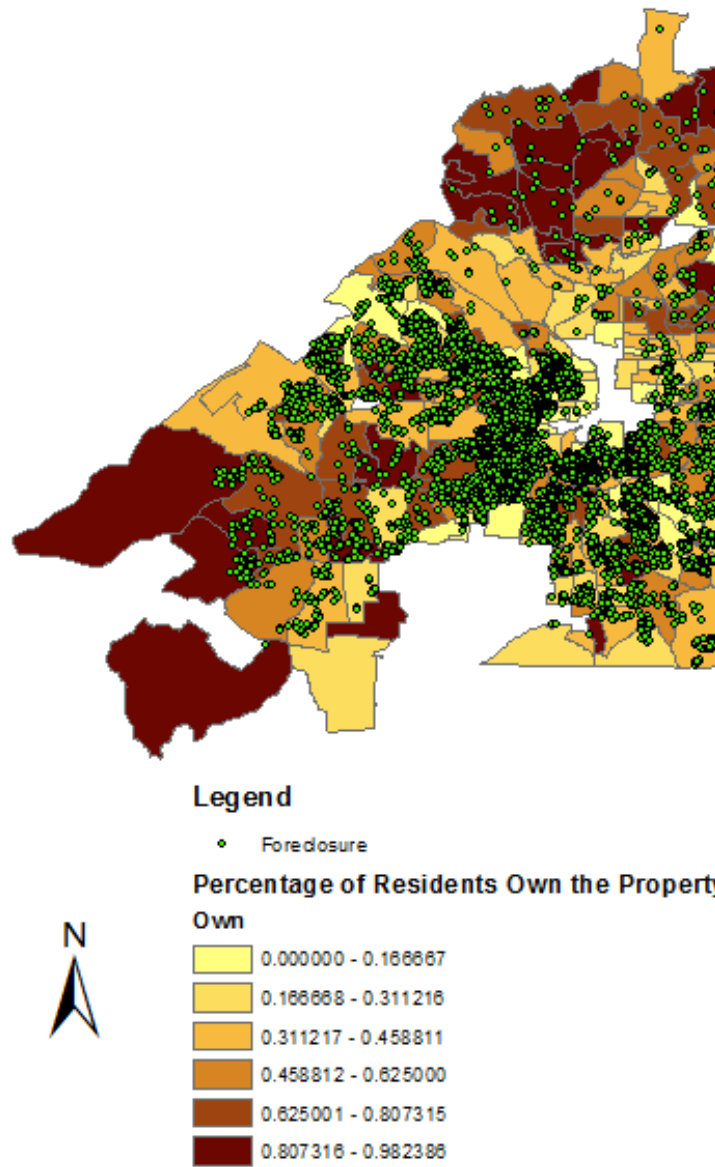 Legend
Foreclosure
Percentage of Residents Own the Property
Own
N
0.000000 - 0.166667
0.166668 - 0.311216
0.311217 - 0.458811
0.458812 - 0.625000
0.625001 - 0.807315
0.807316 - 0.982386